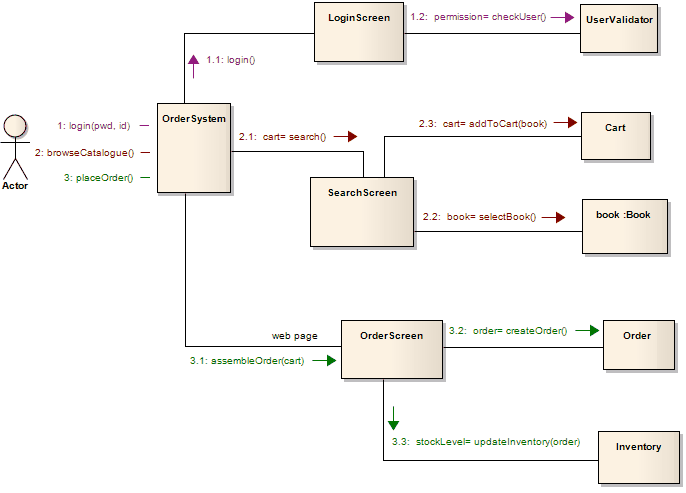 LoginScreen
1.2: permission= checkUser()
UserValidator
1.1: login()
OrderSystem
1: login(pwd, id)
2: browseCatalogue()
3: placeOrder()
Actor
2.1: cart= search()
2.3: cart= addToCart(book)
Cart
SearchScreen
2.2: book= selectBook()
book :Book
web page
3.1: assembleOrder(cart)
OrderScreen
3.2: order= createOrder()
Order
3.3: stockLevel= updateInventory(order)
Inventory